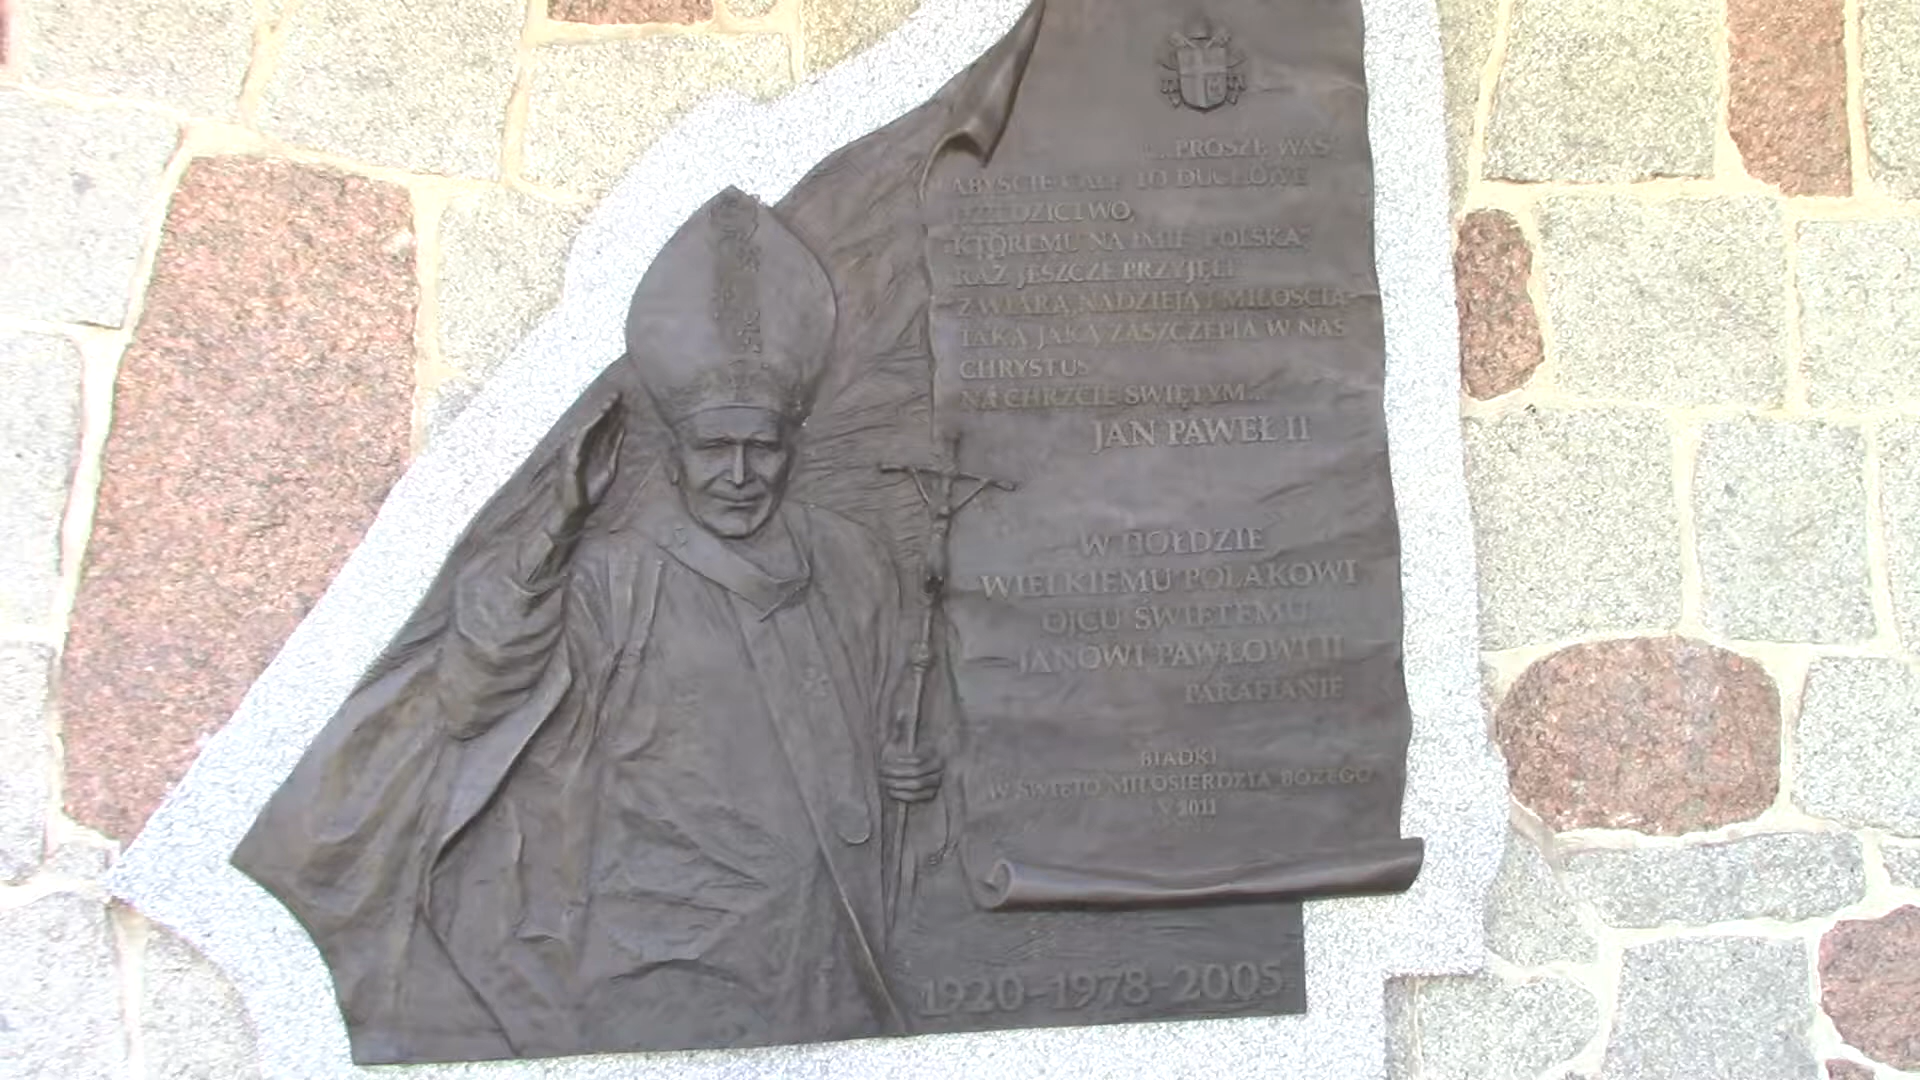 ... PROSZĘ WAS
ABYŚCIE CAŁE TO DUCHOWE
DZIEDZICTWO,
KTÓREMU NA IMIĘ „POLSKA”
RAZ JESZCZE PRZYJĘLI
Z WIARĄ, NADZIEJĄ I MIŁOŚCIĄ -
TAKĄ JAKĄ ZASZCZEPIA W NAS
CHRYSTUS
NA CHRZCIE ŚWIĘTYM...
JAN PAWEŁ II
W HOŁDZIE
WIELKIEMU POLAKOWI
OJCU ŚWIĘTEMU
JANOWI PAWŁOWI II
PARAFIANIE
BIADKI
W ŚWIĘTO MIŁOSIERDZIA BOŻEGO
V 2011
1920-1978-2005